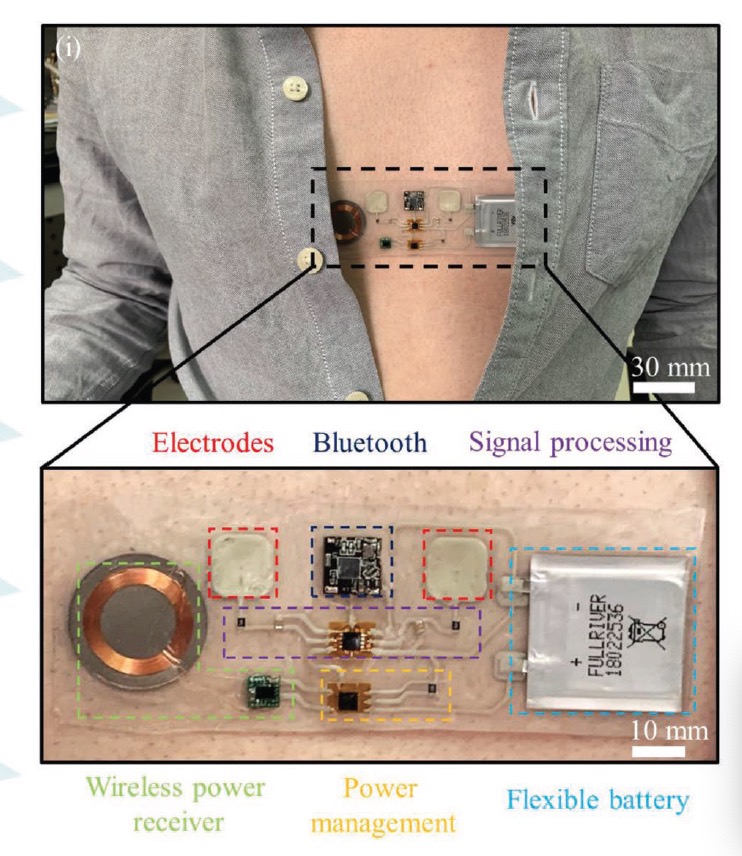 (i)
30 mm
Electrodes
Bluetooth
Signal processing
- FULLRIVER
+ 18022536
10 mm
Wireless power
receiver
Power
management
Flexible battery